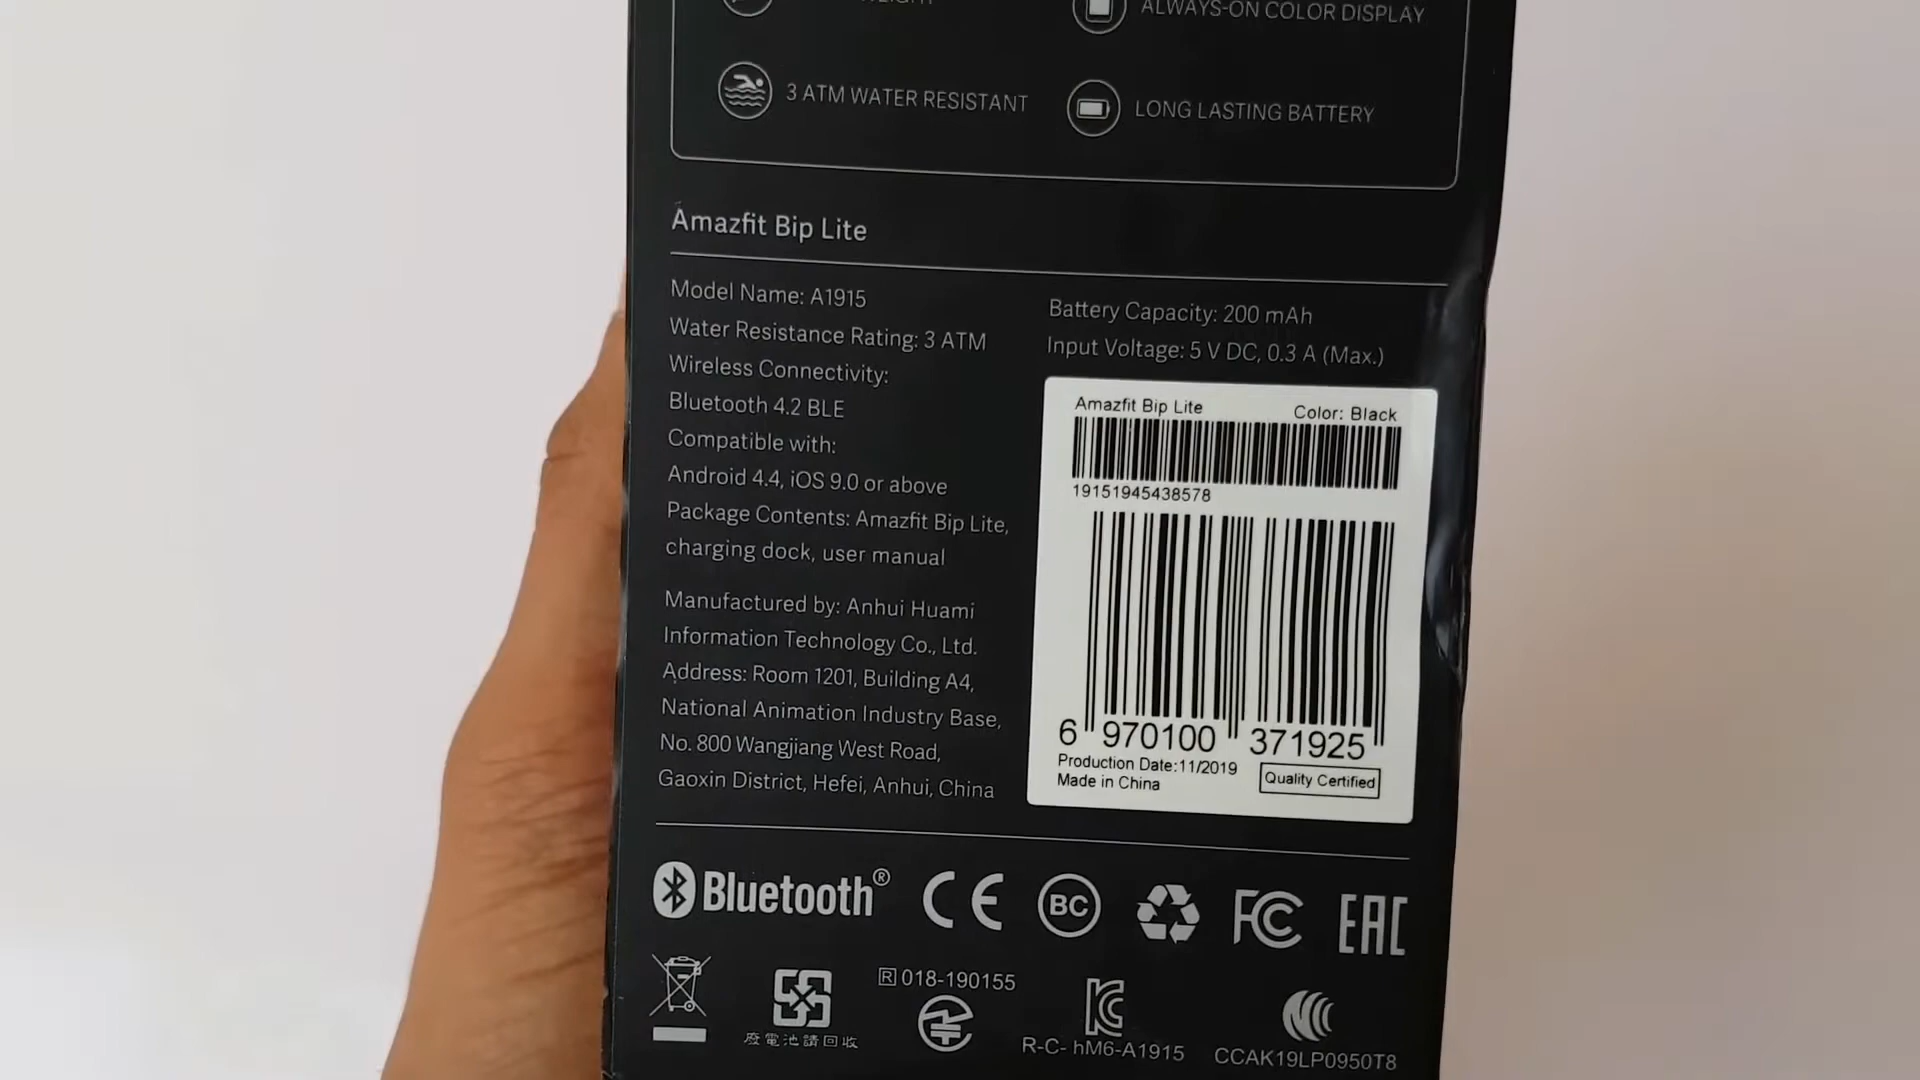 ALWAYS-ON COLOR DISPLAY
3 ATM WATER RESISTANT
LONG LASTING BATTERY
Amazfit Bip Lite
Model Name: A1915
Water Resistance Rating: 3 ATM
Wireless Connectivity:
Bluetooth 4.2 BLE
Compatible with:
Android 4.4, iOS 9.0 or above
Package Contents: Amazfit Bip Lite,
charging dock, user manual
Manufactured by: Anhui Huami
Information Technology Co., Ltd.
Address: Room 1201, Building A4,
National Animation Industry Base,
No. 800 Wangjiang West Road,
Gaoxin District, Hefei, Anhui, China
Battery Capacity: 200 mAh
Input Voltage: 5 V DC, 0.3 A (Max.)
Amazfit Bip Lite Color: Black
19151945438578
6 970100 371925
Production Date:11/2019
Made in China
Quality Certified
Bluetooth® CE BC FC EAC
R 018-190155
廢電池請回收
R-C- hM6-A1915
CCAK19LP0950T8